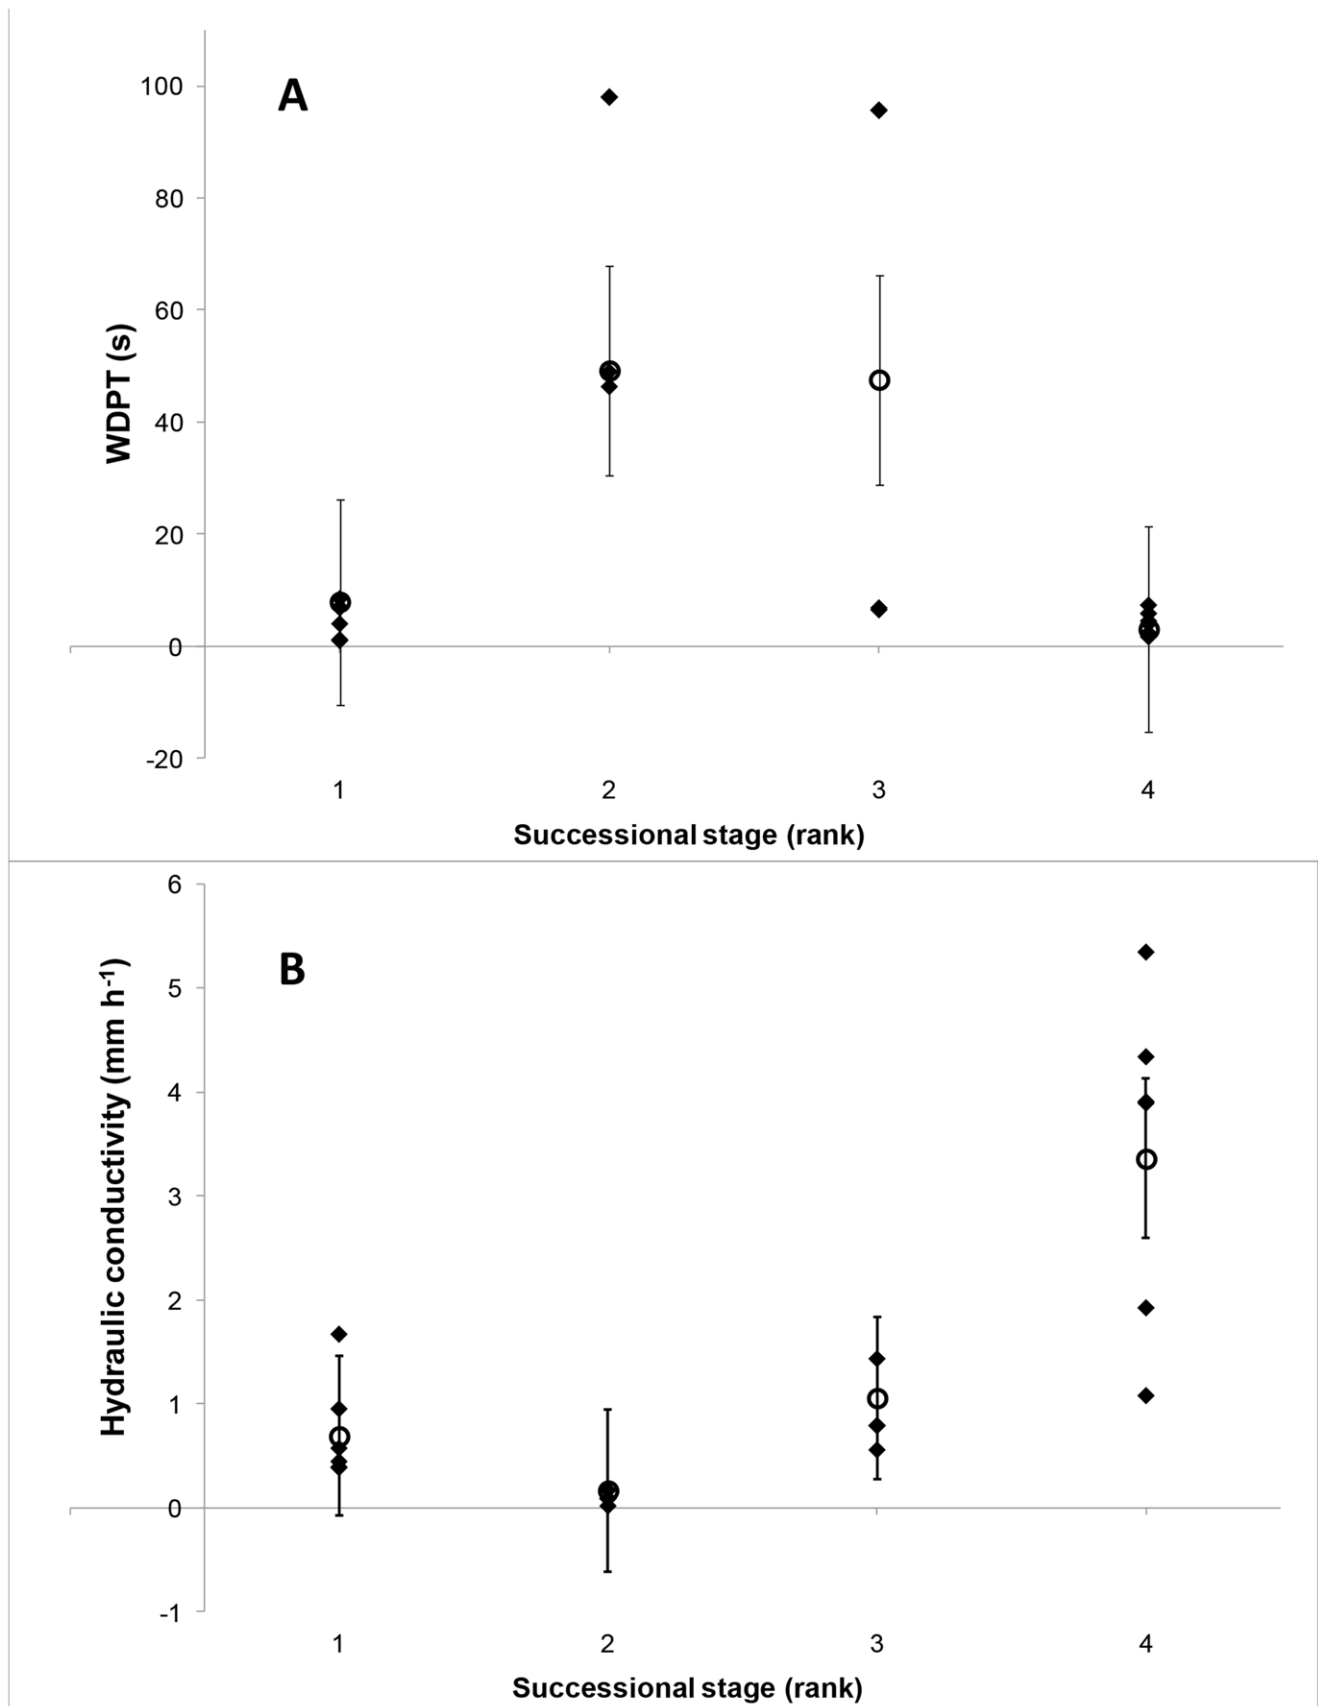 A
100
80
60
40
20
0
-20
WDPT (s)
1 2 3 4
Successional stage (rank)
B
6
5
4
3
2
1
0
-1
Hydraulic conductivity (mm h-1)
1 2 3 4
Successional stage (rank)